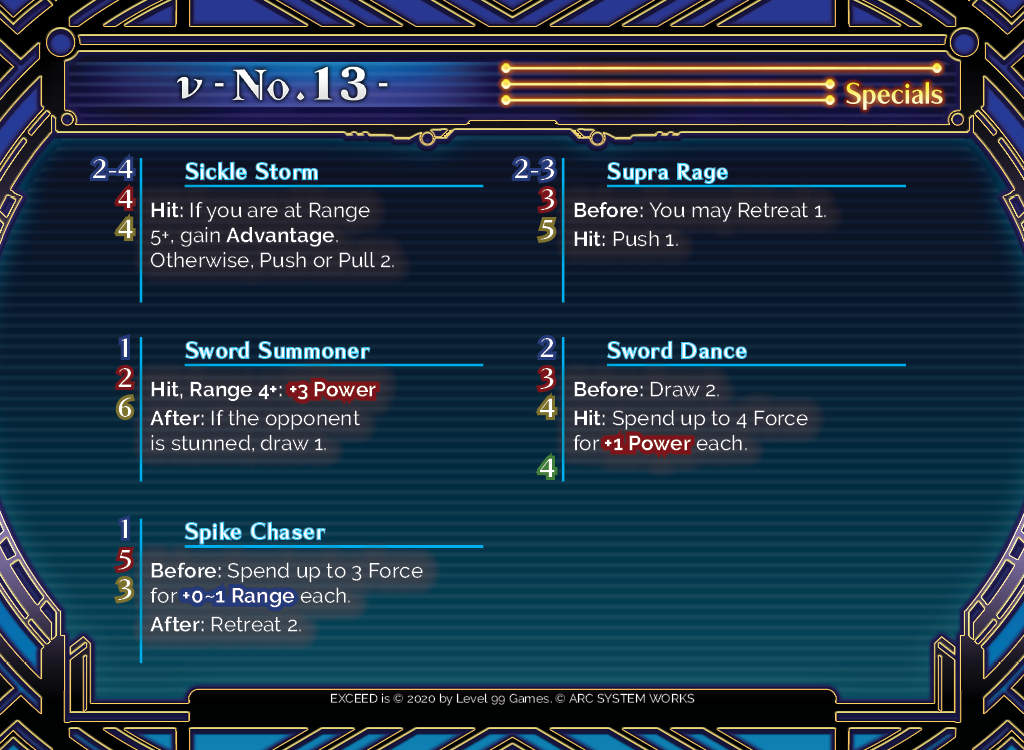 ν -No.13-
Specials
2-4
4
4
Sickle Storm
Hit: If you are at Range
5+, gain Advantage.
Otherwise, Push or Pull 2.
2-3
3
5
Supra Rage
Before: You may Retreat 1.
Hit: Push 1.
1
2
6
Sword Summoner
Hit, Range 4+: +3 Power
After: If the opponent
is stunned, draw 1.
2
3
4
4
Sword Dance
Before: Draw 2.
Hit: Spend up to 4 Force
for +1 Power each.
1
5
3
Spike Chaser
Before: Spend up to 3 Force
for +0~1 Range each.
After: Retreat 2.
EXCEED is © 2020 by Level 99 Games. © ARC SYSTEM WORKS